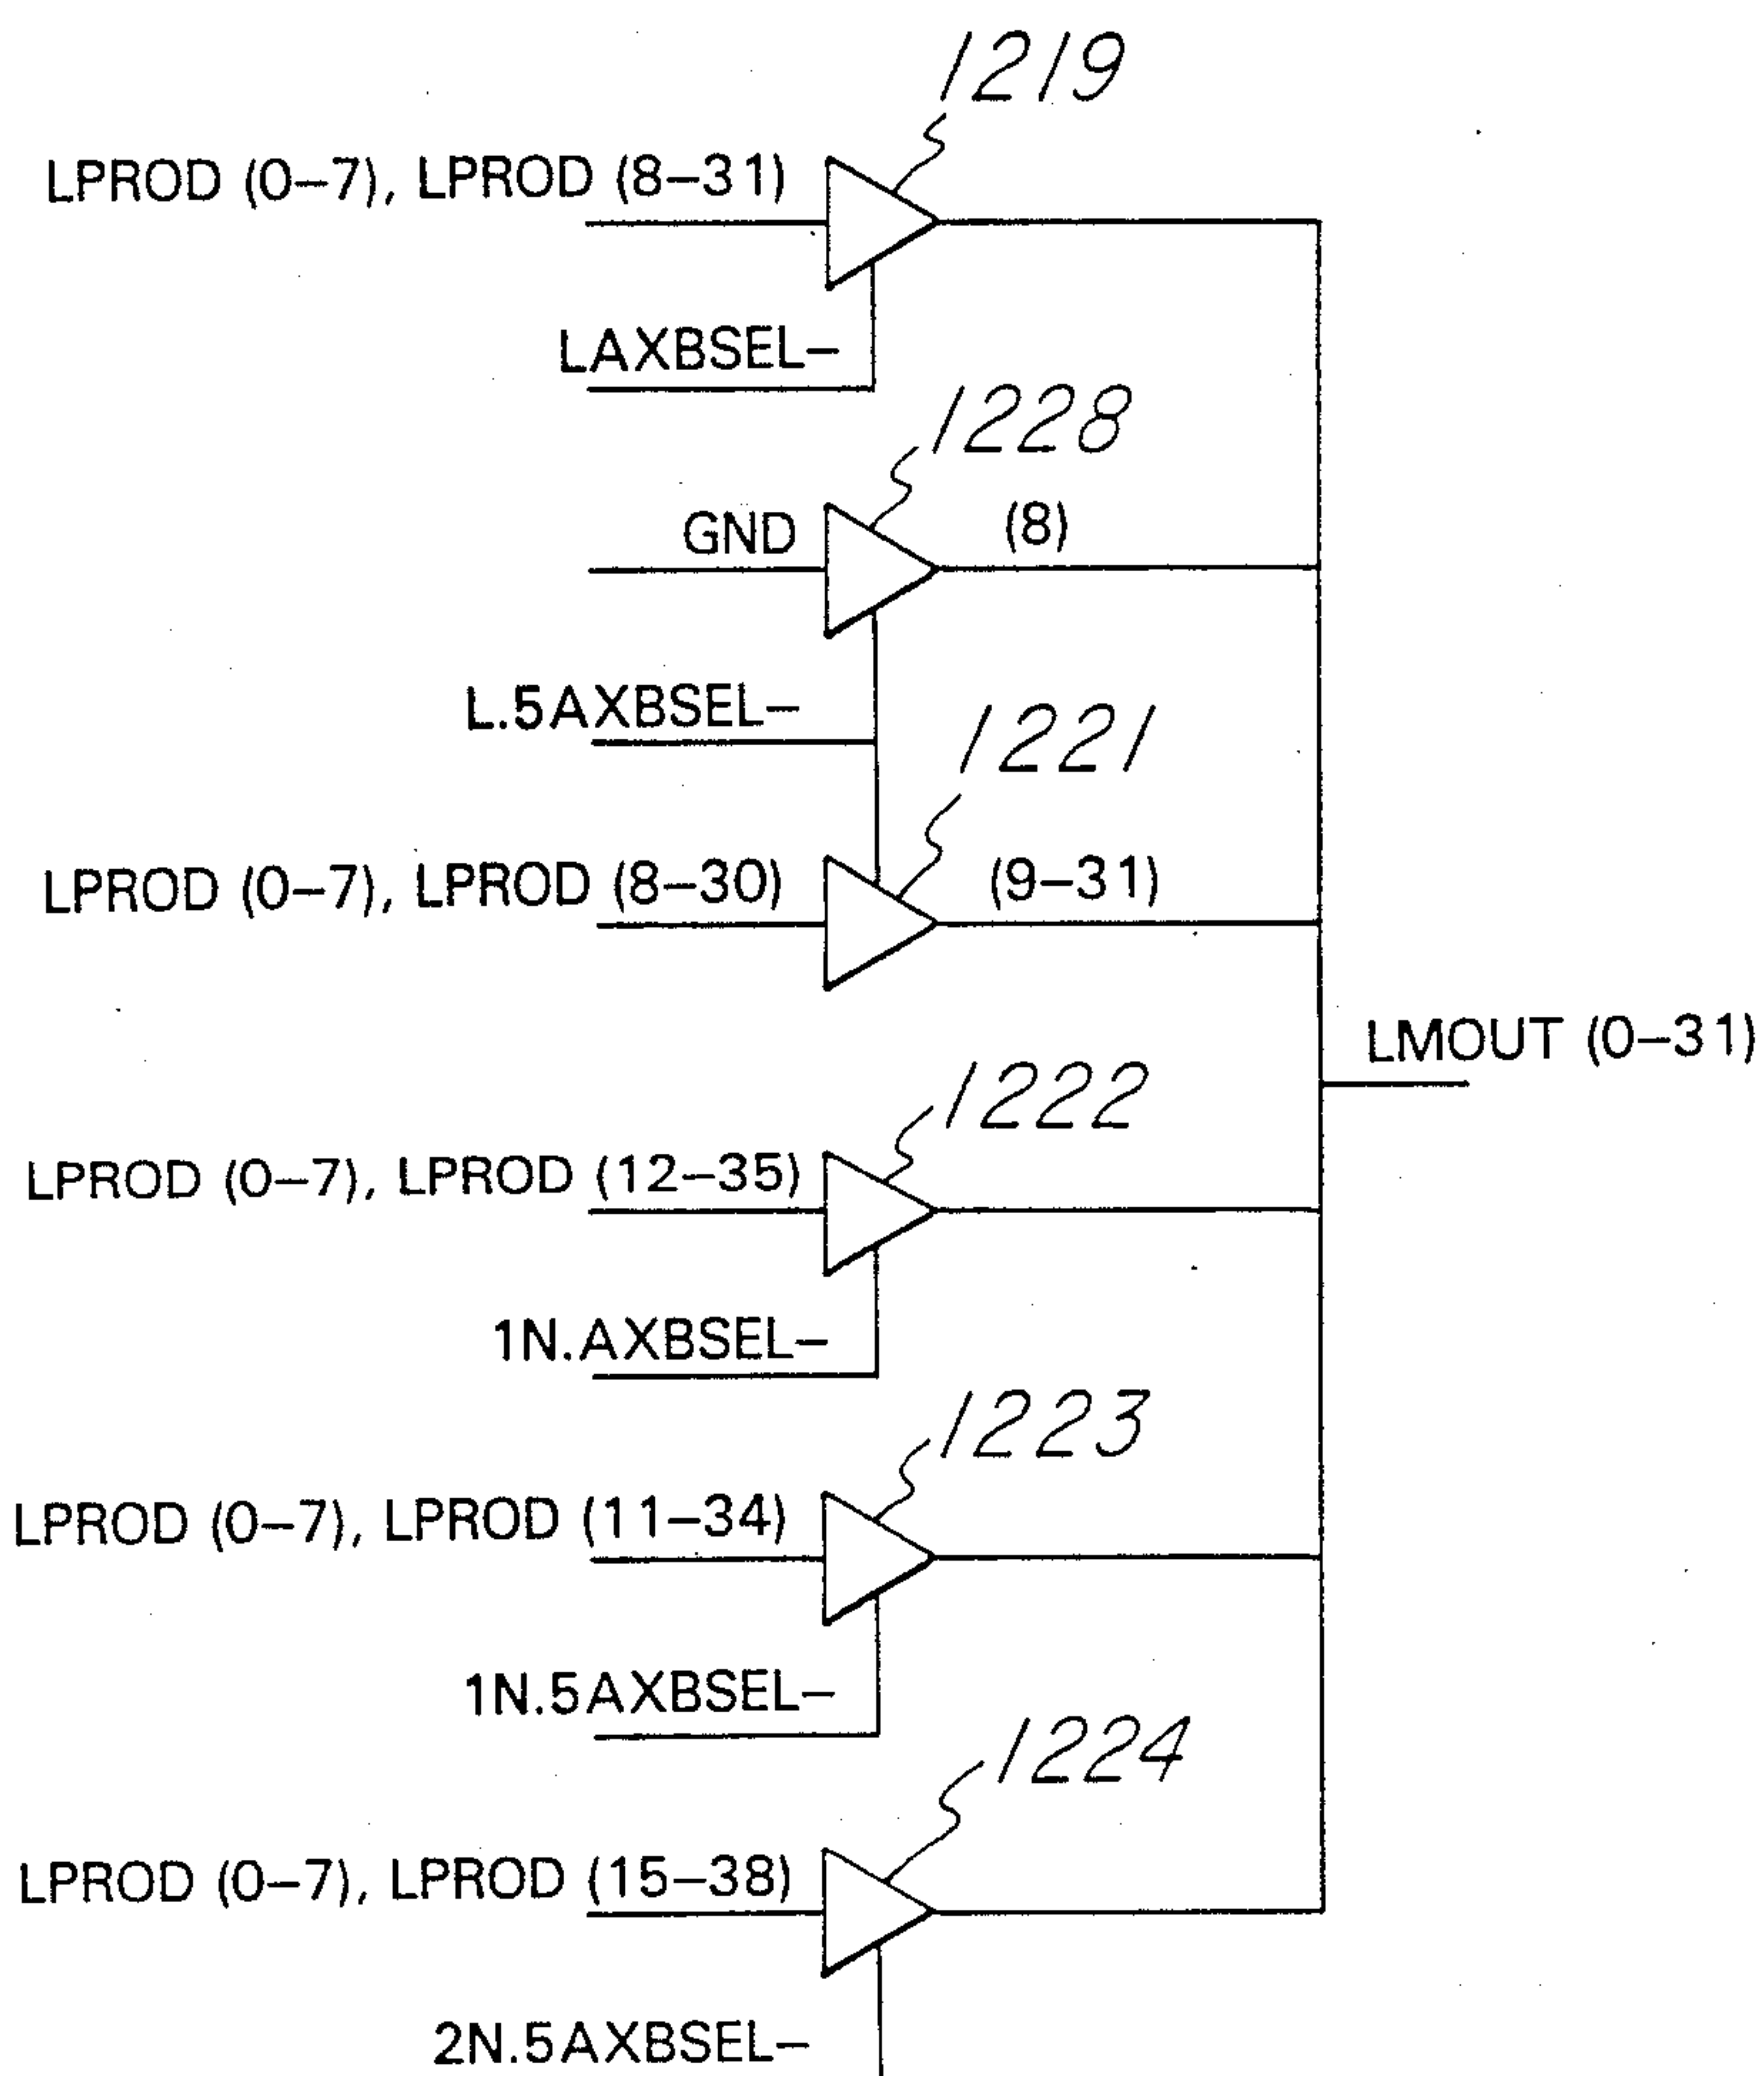 1219
LPROD (0–7), LPROD (8–31)
LAXBSEL–
1228
GND
(8)
L.5AXBSEL–
1221
LPROD (0–7), LPROD (8–30)
(9–31)
LMOUT (0–31)
1222
LPROD (0–7), LPROD (12–35)
1N.AXBSEL–
1223
LPROD (0–7), LPROD (11–34)
1N.5AXBSEL–
1224
LPROD (0–7), LPROD (15–38)
2N.5AXBSEL–